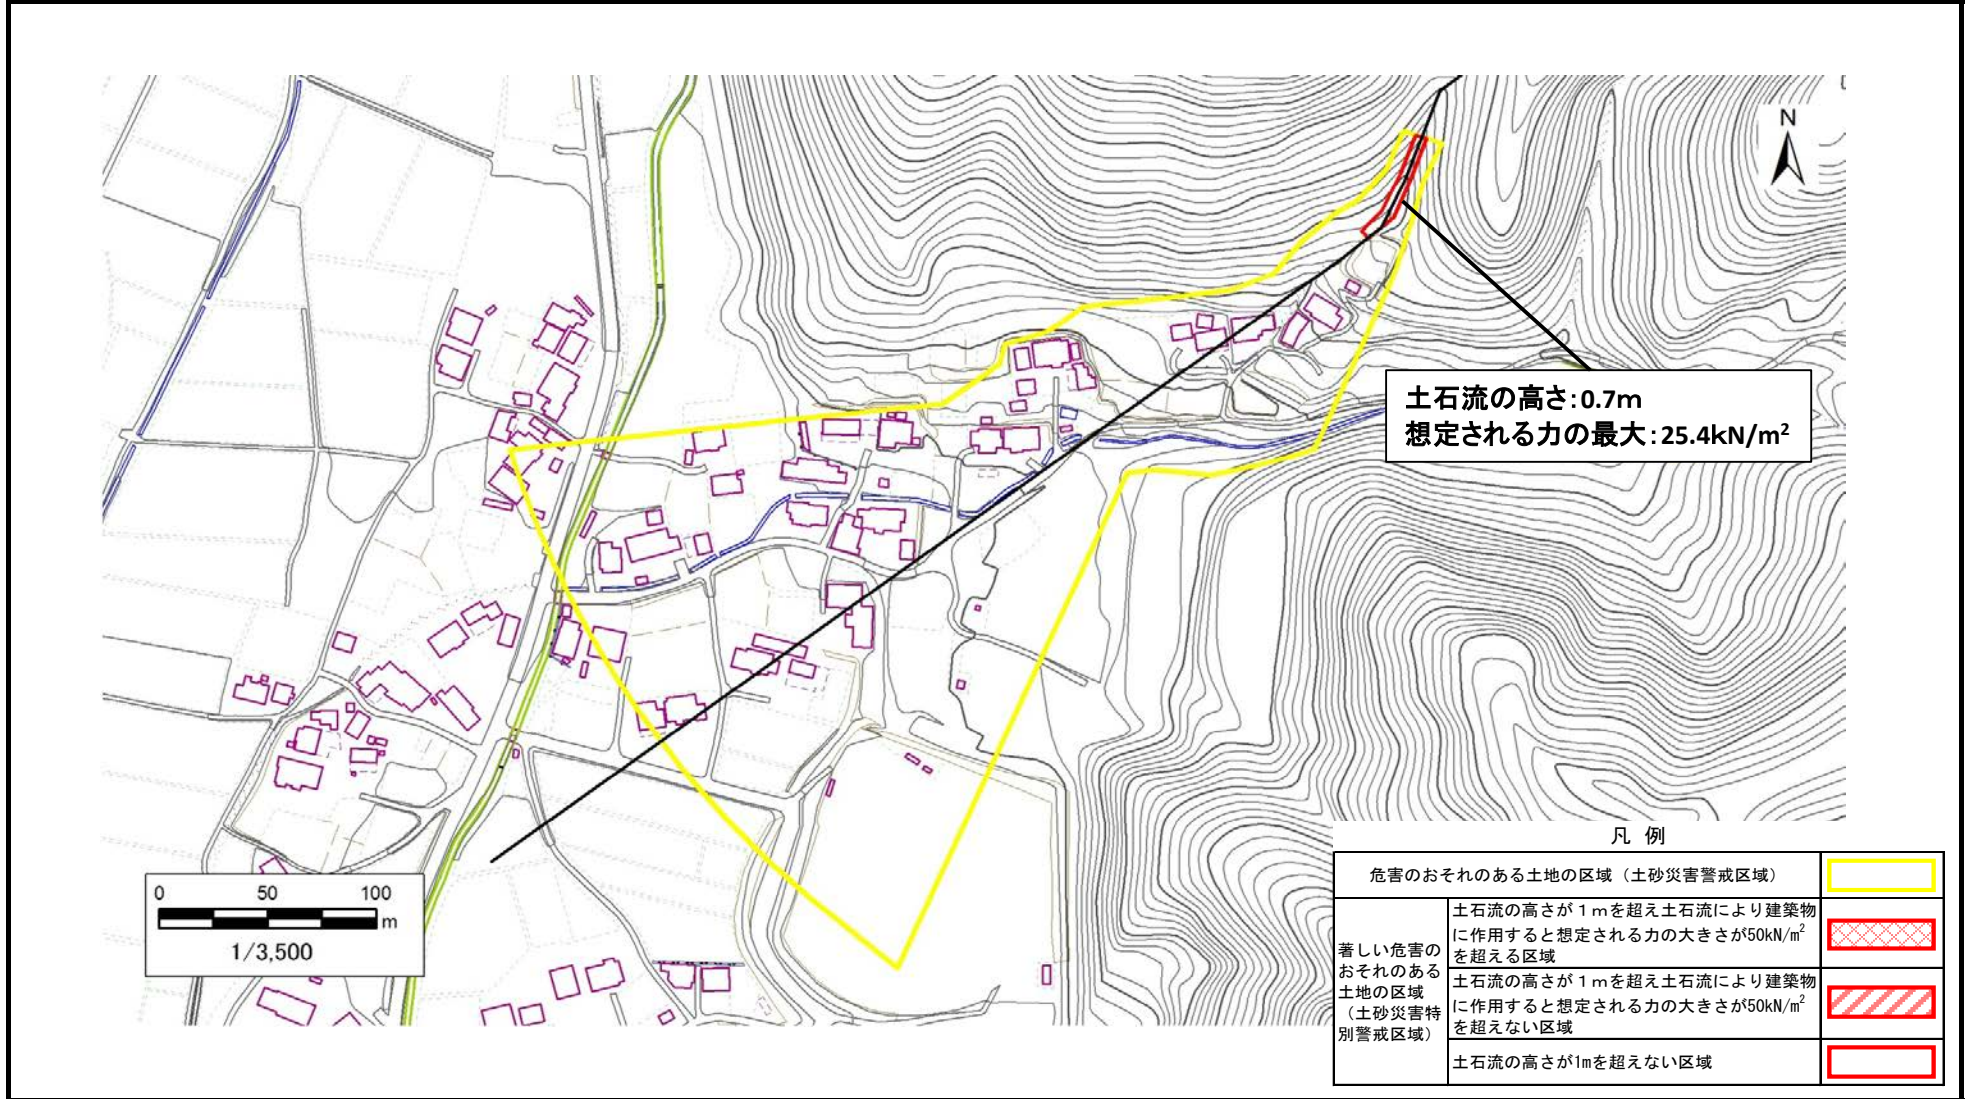 N
土石流の高さ:0.7m
想定される力の最大:25.4kN/m²
0 50 100
m
1/3,500
凡 例
危害のおそれのある土地の区域（土砂災害警戒区域）
著しい危害の
おそれのある
土地の区域
（土砂災害特
別警戒区域）
土石流の高さが１ｍを超え土石流により建築物
に作用すると想定される力の大きさが50kN/㎡
を超える区域
土石流の高さが１ｍを超え土石流により建築物
に作用すると想定される力の大きさが50kN/㎡
を超えない区域
土石流の高さが1mを超えない区域